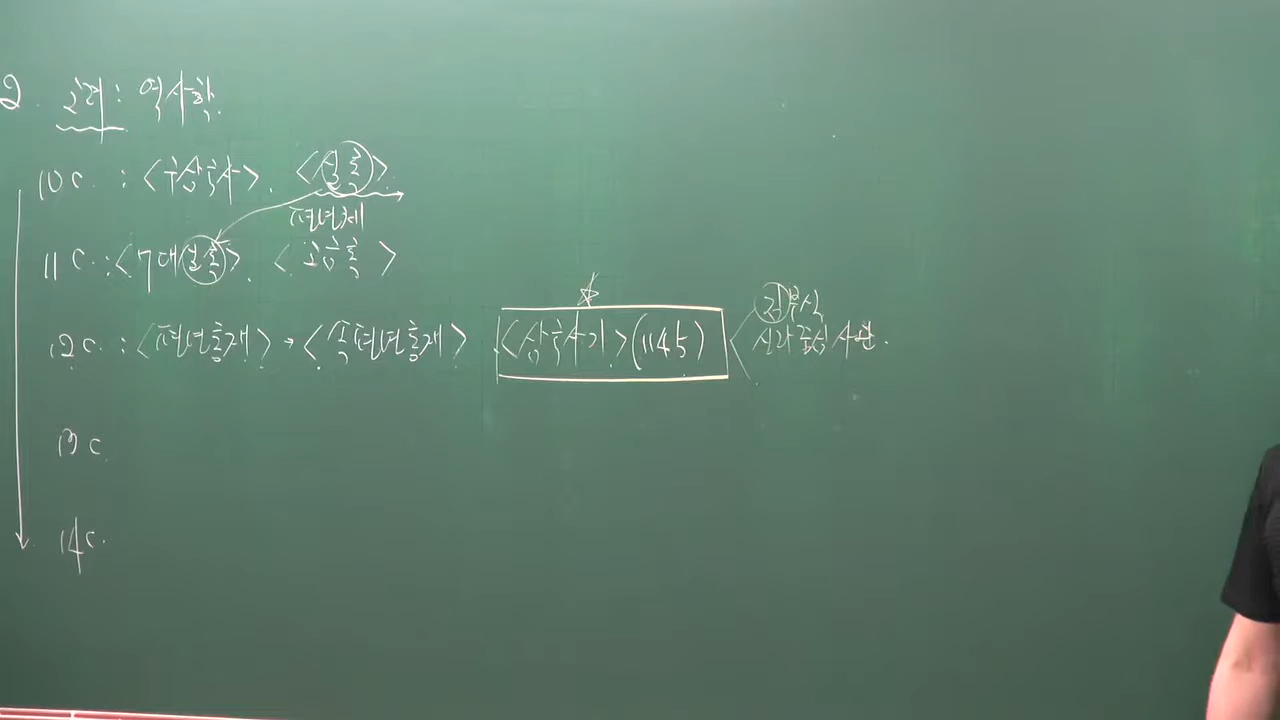 2. 고려: 역사학.
10C. : <구삼국사>. <실록>.
편년체
11C. : <7대실록>. <고금록>
12C. : <편년통재> → <속편년통재> <삼국사기>(1145)
김부식
신라 중심 사관.
13C.
14C.